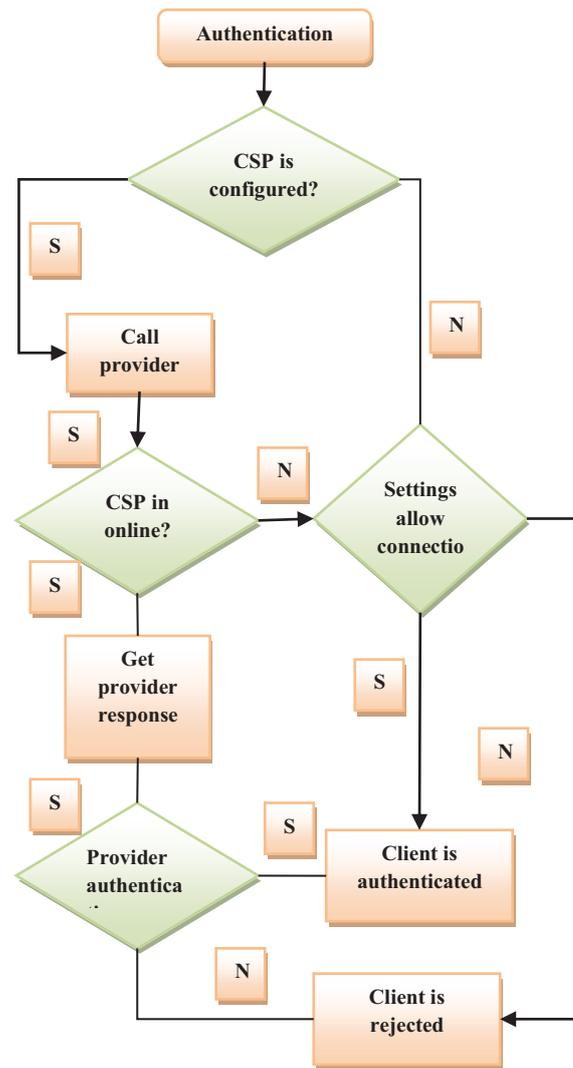 Authentication
CSP is
configured?
S
N
Call
provider
S
CSP in
online?
N
Settings
allow
connectio
S
Get
provider
response
S
N
S
Provider
authentica
S
Client is
authenticated
N
Client is
rejected